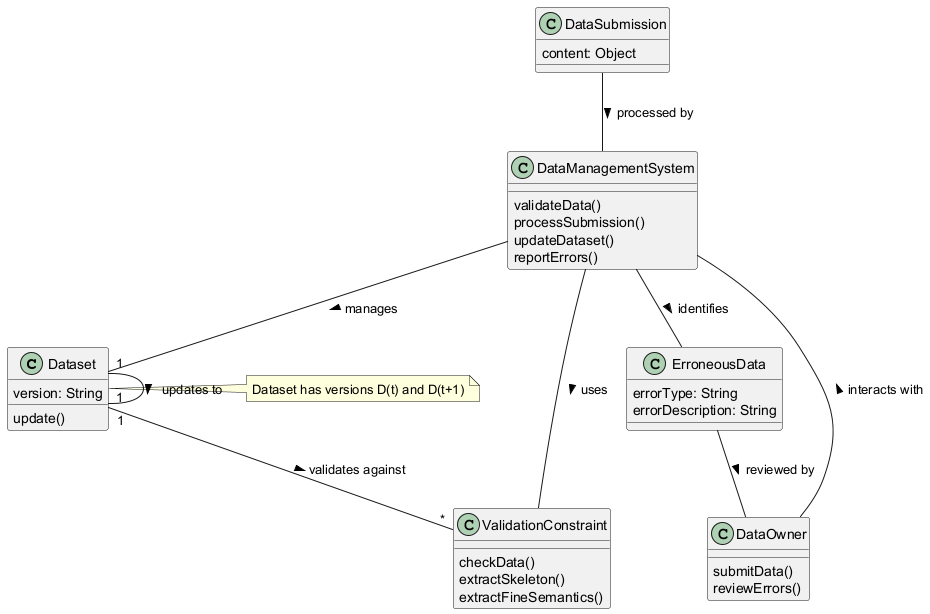 C DataSubmission
content: Object
processed by
C DataManagementSystem
validateData()
processSubmission()
updateDataset()
reportErrors()
manages
identifies
C Dataset
version: String
update()
1
1
1
updates to
Dataset has versions D(t) and D(t+1)
uses
C ErroneousData
errorType: String
errorDescription: String
interacts with
validates against
reviewed by
*
C ValidationConstraint
checkData()
extractSkeleton()
extractFineSemantics()
C DataOwner
submitData()
reviewErrors()